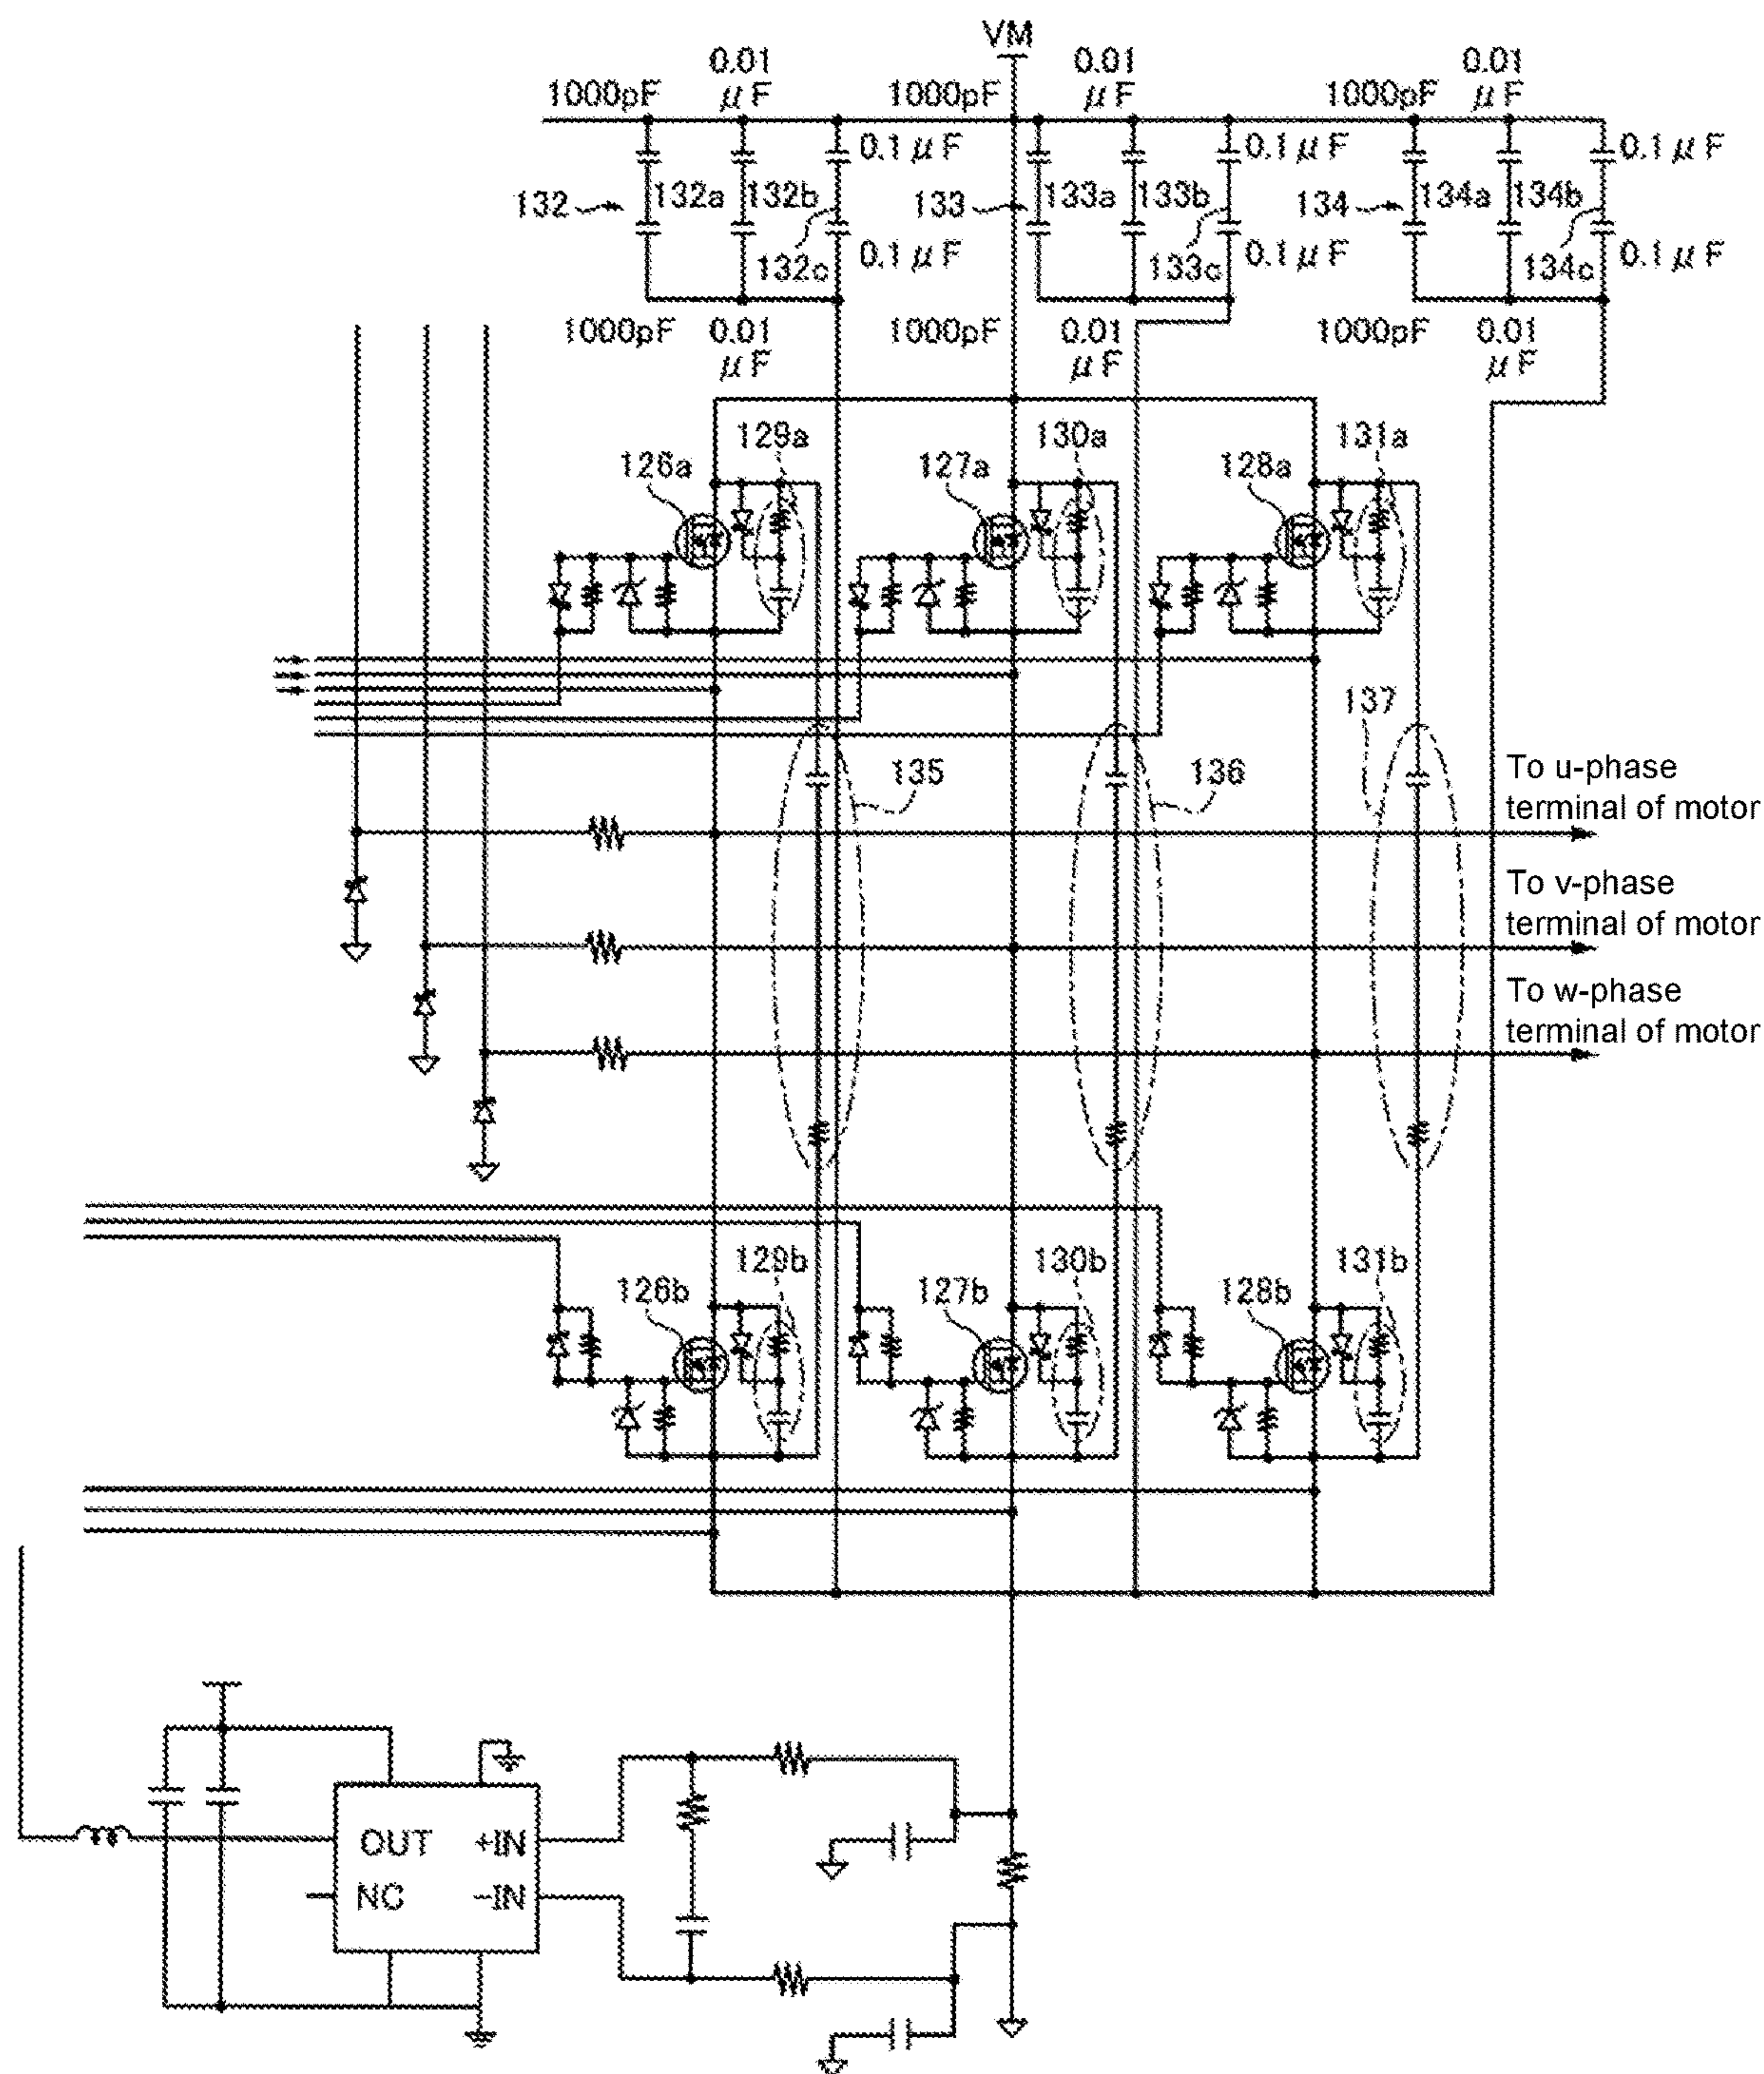 VM
0.01
0.01
0.01
1000pF
μF
1000pF
μF
1000pF
μF
0.1μF
0.1μF
0.1μF
132
132a
132b
133
133a
133b
134
134a
134b
132c
0.1μF
133c
0.1μF
134c
0.1μF
1000pF
0.01
1000pF
0.01
1000pF
0.01
μF
μF
μF
129a
130a
131a
126a
127a
128a
137
135
136
To u-phase
terminal of motor
To v-phase
terminal of motor
To w-phase
terminal of motor
129b
130b
131b
126b
127b
128b
OUT
+IN
NC
−IN